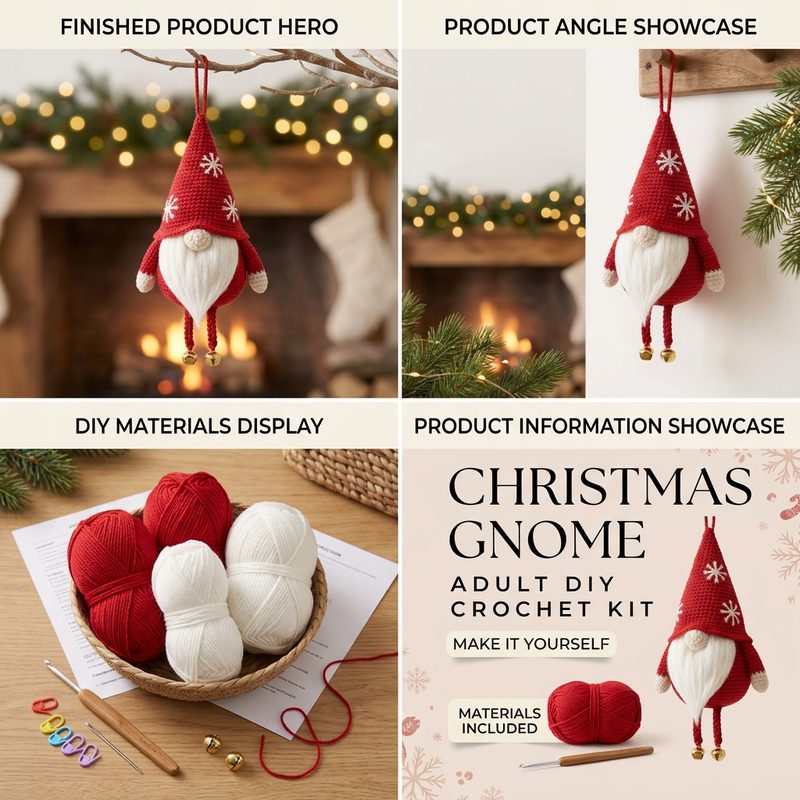 FINISHED PRODUCT HERO
PRODUCT ANGLE SHOWCASE
DIY MATERIALS DISPLAY
PRODUCT INFORMATION SHOWCASE
CHRISTMAS
GNOME
ADULT DIY
CROCHET KIT
MAKE IT YOURSELF
MATERIALS
INCLUDED